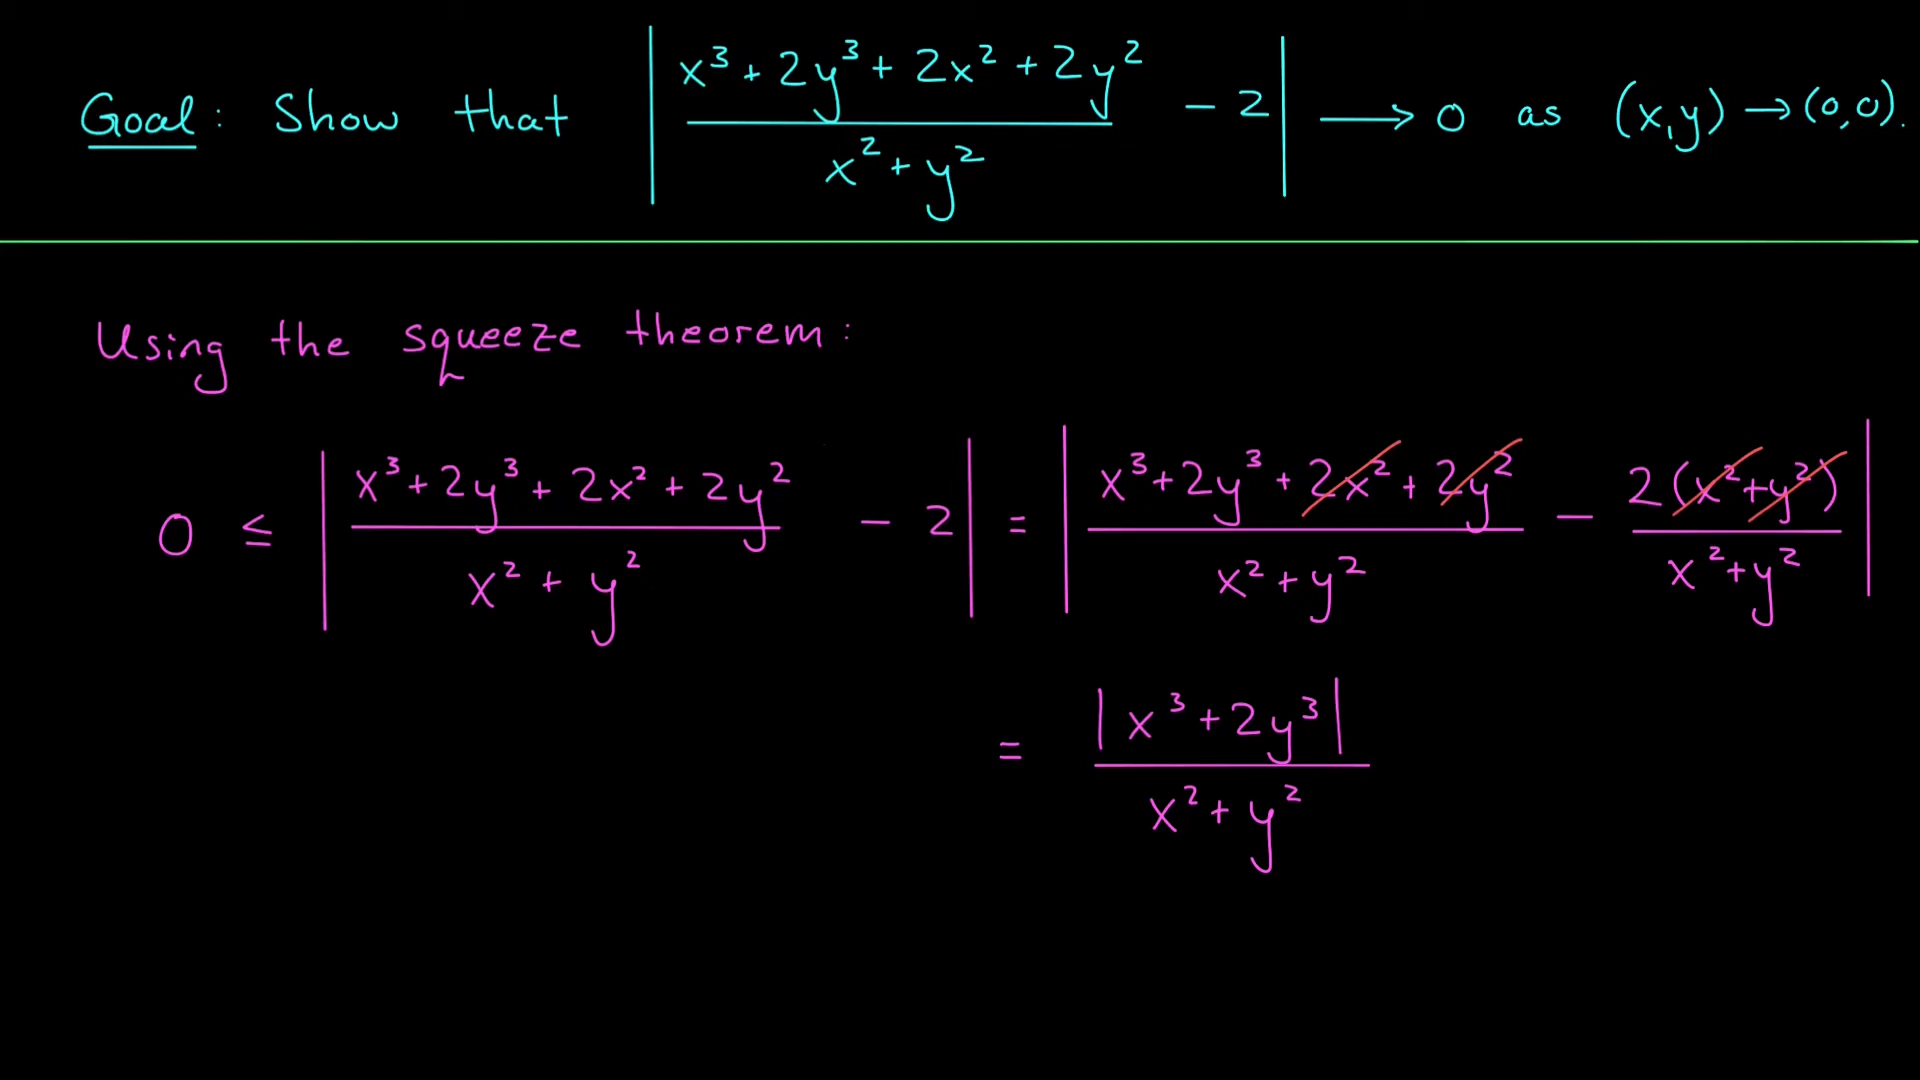 Goal: Show that | (x³ + 2y³ + 2x² + 2y²) / (x² + y²) − 2 | ⟶ 0 as (x,y) → (0,0).
Using the squeeze theorem:
0 ≤ | (x³ + 2y³ + 2x² + 2y²) / (x² + y²) − 2 | = | (x³ + 2y³ + 2x² + 2y²) / (x² + y²) − 2(x² + y²) / (x² + y²) |
= |x³ + 2y³| / (x² + y²)